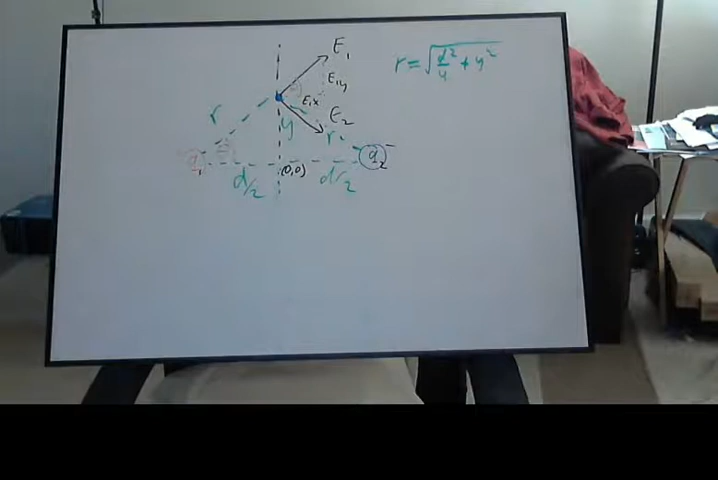 E₁
r = √(d²/4 + y²)
E₁y
E₁x
E₂
r
y
r
q₁
q₂ -
d/2
(0,0)
d/2